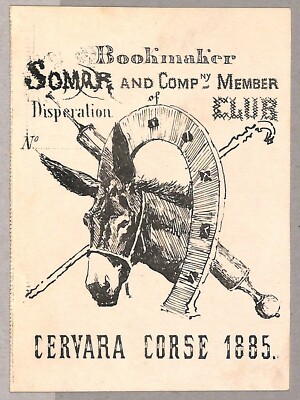 Bookmaker
SOMAR AND COMPNY MEMBER
Disperation of CLUB
No
CERVARA CORSE 1885.